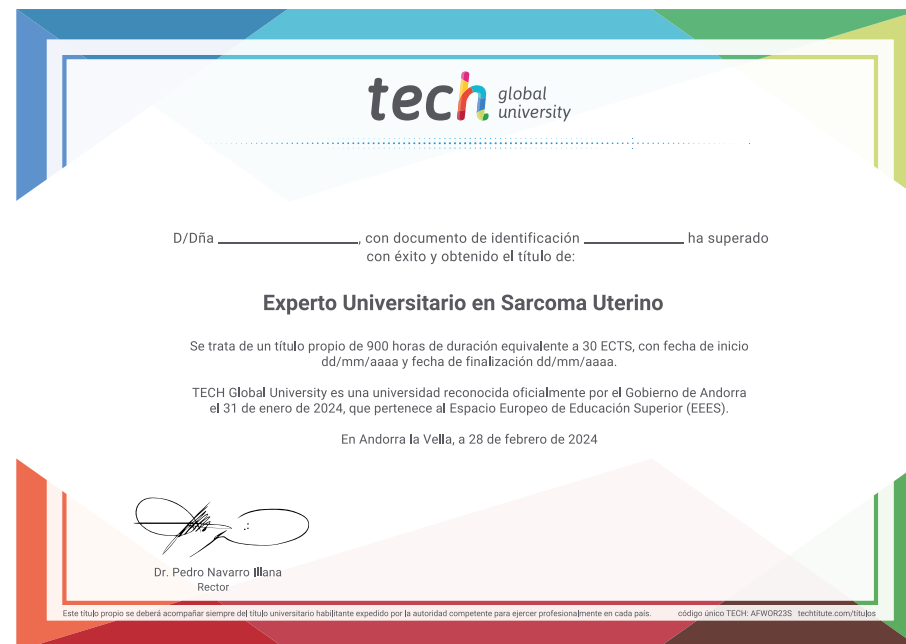 tech global university
D/Dña ______________, con documento de identificación __________ ha superado
con éxito y obtenido el título de:
Experto Universitario en Sarcoma Uterino
Se trata de un título propio de 900 horas de duración equivalente a 30 ECTS, con fecha de inicio
dd/mm/aaaa y fecha de finalización dd/mm/aaaa.
TECH Global University es una universidad reconocida oficialmente por el Gobierno de Andorra
el 31 de enero de 2024, que pertenece al Espacio Europeo de Educación Superior (EEES).
En Andorra la Vella, a 28 de febrero de 2024
Dr. Pedro Navarro Illana
Rector
Este título propio se deberá acompañar siempre del título universitario habilitante expedido por la autoridad competente para ejercer profesionalmente en cada país. código único TECH: AFWOR23S techtitute.com/titulos